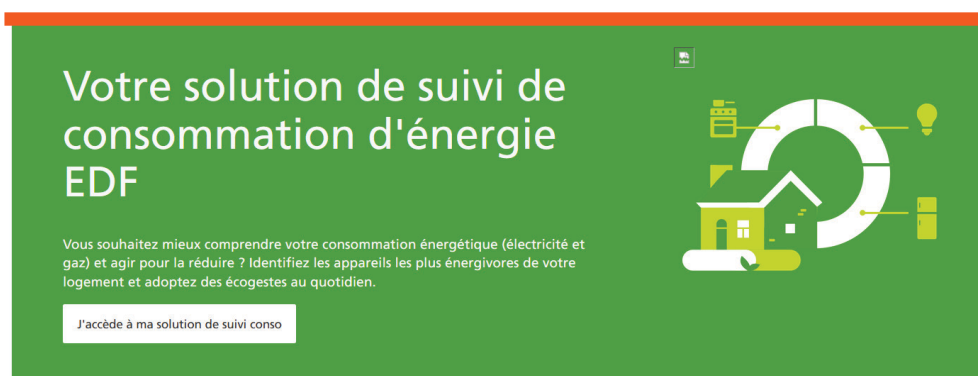 Votre solution de suivi de
consommation d'énergie
EDF
Vous souhaitez mieux comprendre votre consommation énergétique (électricité et
gaz) et agir pour la réduire ? Identifiez les appareils les plus énergivores de votre
logement et adoptez des écogestes au quotidien.
J'accède à ma solution de suivi conso